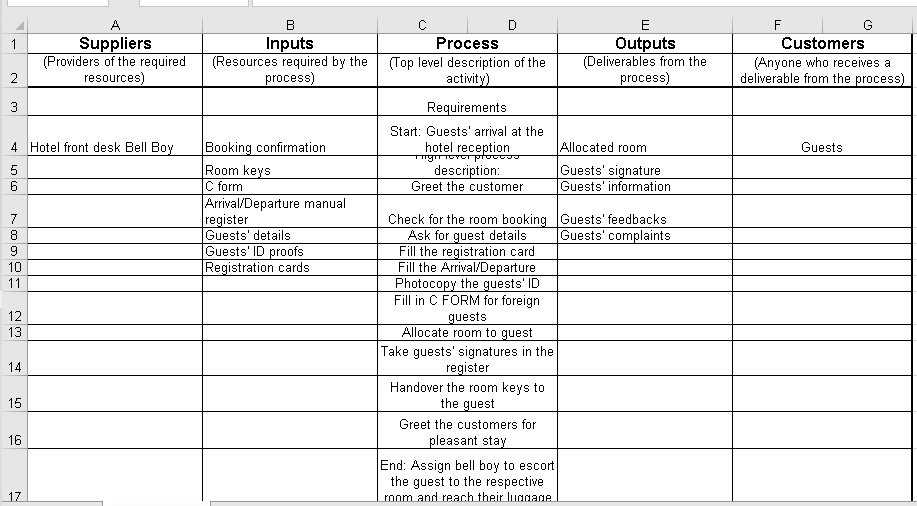 A B C D E F G
1 Suppliers Inputs Process Outputs Customers
2 (Providers of the required resources) (Resources required by the process) (Top level description of the activity) (Deliverables from the process) (Anyone who receives a deliverable from the process)
3 Requirements
4 Hotel front desk Bell Boy Booking confirmation Start: Guests' arrival at the hotel reception Allocated room Guests
5 Room keys High level process description: Guests' signature
6 C form Greet the customer Guests' information
7 Arrival/Departure manual register Check for the room booking Guests' feedbacks
8 Guests' details Ask for guest details Guests' complaints
9 Guests' ID proofs Fill the registration card
10 Registration cards Fill the Arrival/Departure
11 Photocopy the guests' ID
12 Fill in C FORM for foreign guests
13 Allocate room to guest
14 Take guests' signatures in the register
15 Handover the room keys to the guest
16 Greet the customers for pleasant stay
17 End: Assign bell boy to escort the guest to the respective room and reach their luggage